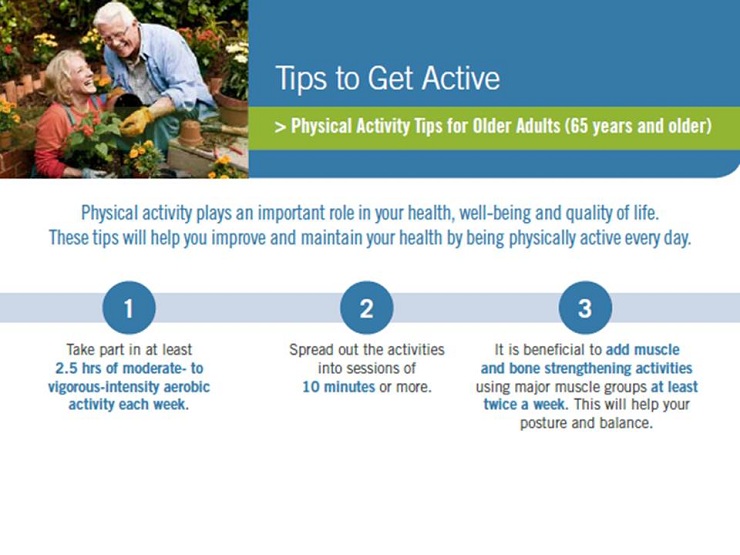 Tips to Get Active
> Physical Activity Tips for Older Adults (65 years and older)
Physical activity plays an important role in your health, well-being and quality of life.
These tips will help you improve and maintain your health by being physically active every day.
1
Take part in at least
2.5 hrs of moderate- to
vigorous-intensity aerobic
activity each week.
2
Spread out the activities
into sessions of
10 minutes or more.
3
It is beneficial to add muscle
and bone strengthening activities
using major muscle groups at least
twice a week. This will help your
posture and balance.